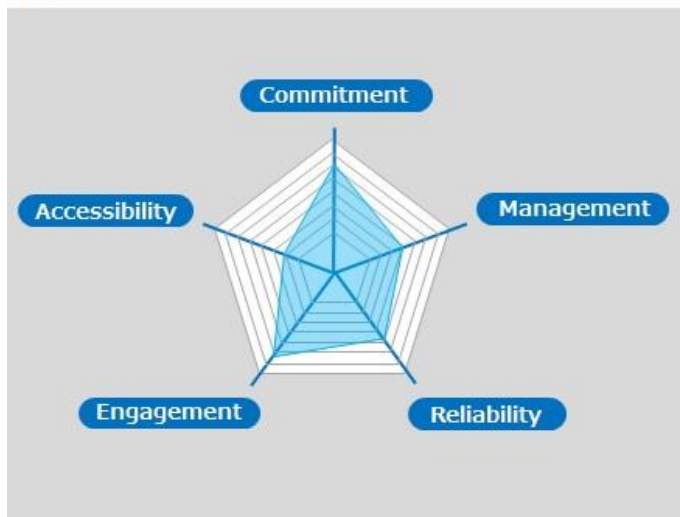 Commitment
Accessibility
Management
Engagement
Reliability